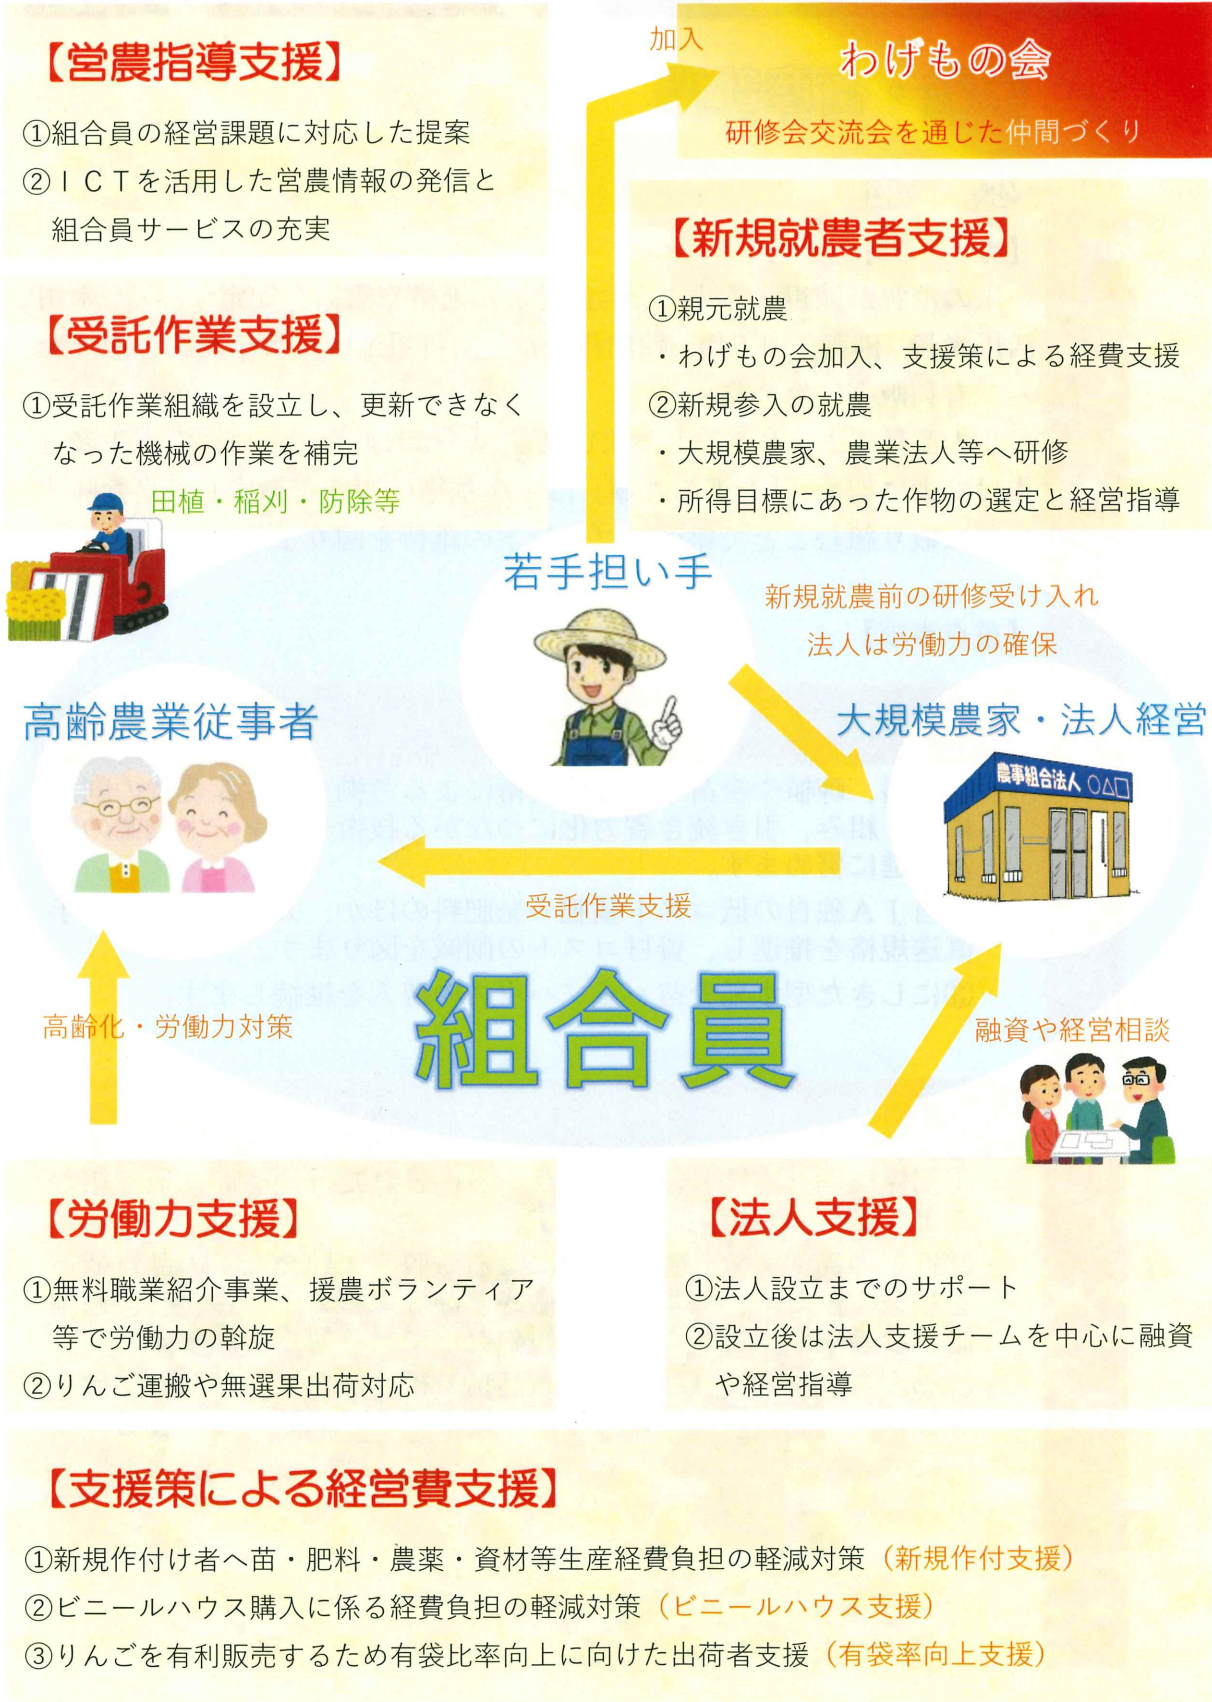 【営農指導支援】
①組合員の経営課題に対応した提案
②ＩＣＴを活用した営農情報の発信と
組合員サービスの充実
加入
わげもの会
研修会交流会を通じた仲間づくり
【新規就農者支援】
①親元就農
・わげもの会加入、支援策による経費支援
②新規参入の就農
・大規模農家、農業法人等へ研修
・所得目標にあった作物の選定と経営指導
【受託作業支援】
①受託作業組織を設立し、更新できなく
なった機械の作業を補完
田植・稲刈・防除等
若手担い手
新規就農前の研修受け入れ
法人は労働力の確保
高齢農業従事者
大規模農家・法人経営
農事組合法人 〇△□
受託作業支援
組合員
高齢化・労働力対策
融資や経営相談
【労働力支援】
①無料職業紹介事業、援農ボランティア
等で労働力の斡旋
②りんご運搬や無選果出荷対応
【法人支援】
①法人設立までのサポート
②設立後は法人支援チームを中心に融資
や経営指導
【支援策による経営費支援】
①新規作付け者へ苗・肥料・農薬・資材等生産経費負担の軽減対策（新規作付支援）
②ビニールハウス購入に係る経費負担の軽減対策（ビニールハウス支援）
③りんごを有利販売するため有袋比率向上に向けた出荷者支援（有袋率向上支援）